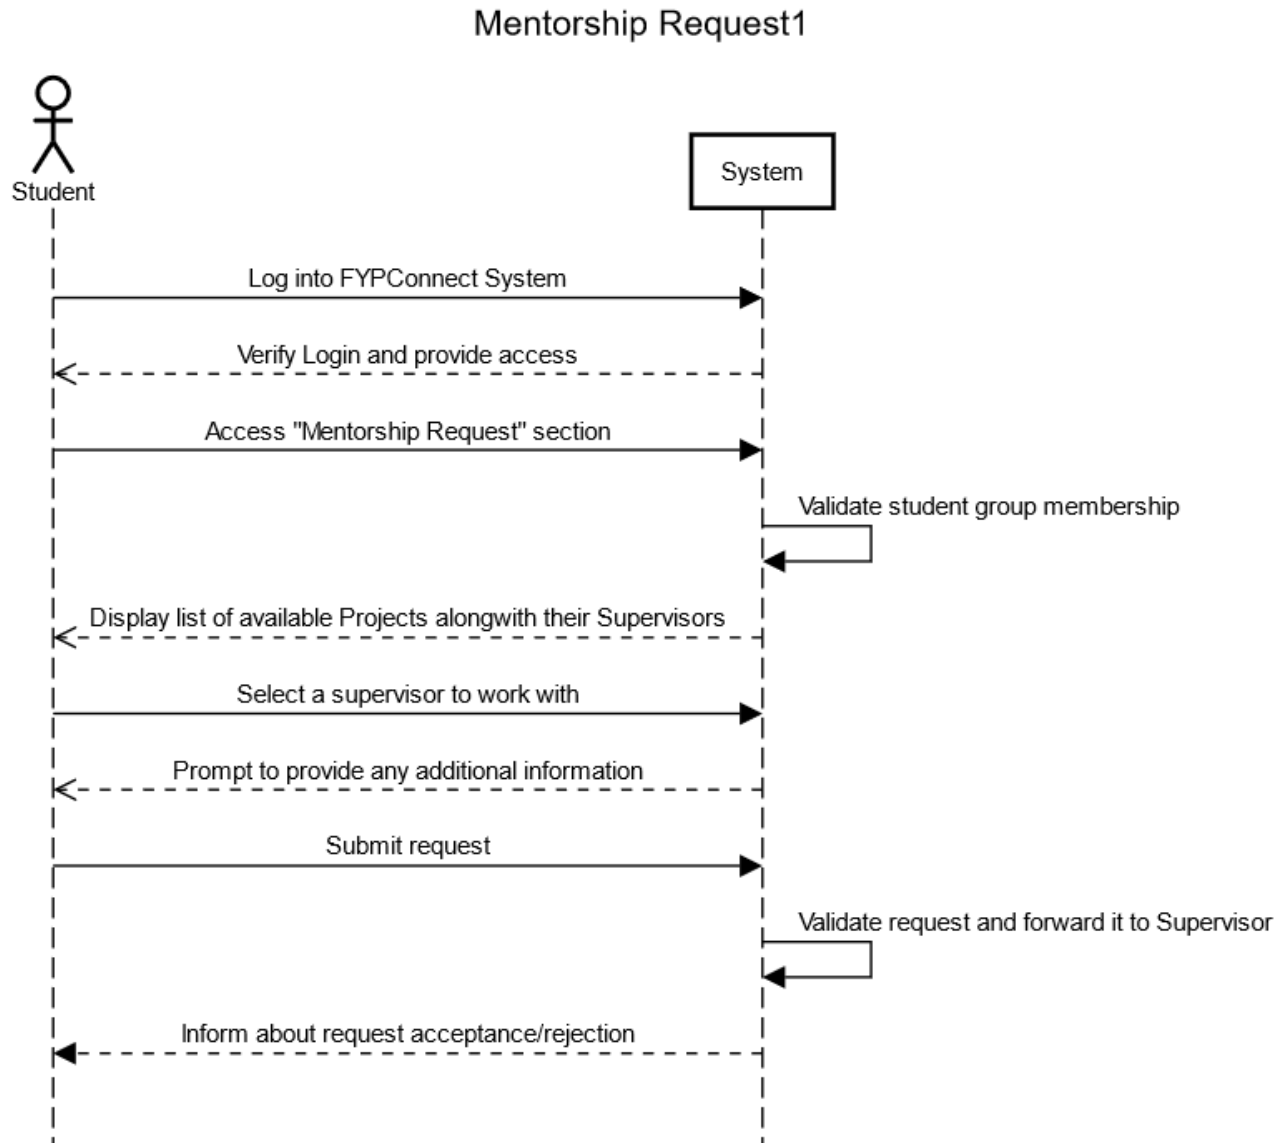 Mentorship Request1
Student
System
Log into FYPConnect System
Verify Login and provide access
Access "Mentorship Request" section
Validate student group membership
Display list of available Projects alongwith their Supervisors
Select a supervisor to work with
Prompt to provide any additional information
Submit request
Validate request and forward it to Supervisor
Inform about request acceptance/rejection